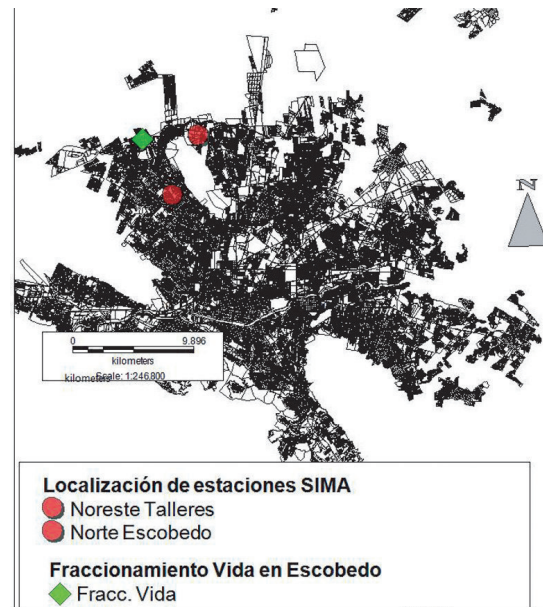 N
0 9.896
kilometers
kilometers
Scale: 1:246.800
Localización de estaciones SIMA
Noreste Talleres
Norte Escobedo
Fraccionamiento Vida en Escobedo
Fracc. Vida